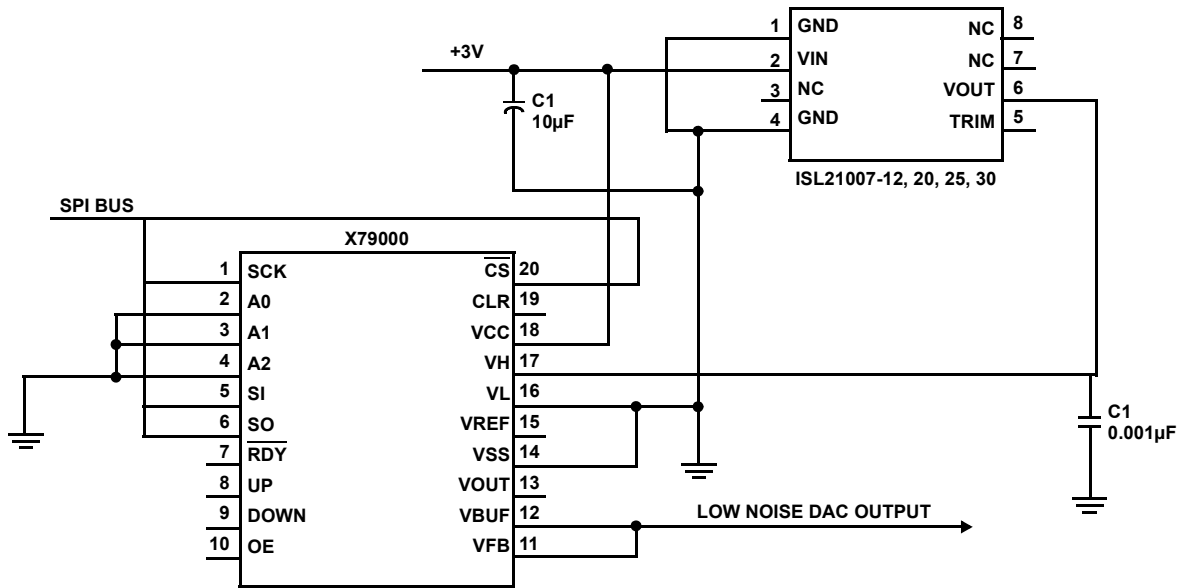 +3V
C1
10µF
1 GND
2 VIN
3 NC
4 GND
NC 8
NC 7
VOUT 6
TRIM 5
ISL21007-12, 20, 25, 30
SPI BUS
X79000
1 SCK
2 A0
3 A1
4 A2
5 SI
6 SO
7 RDY
8 UP
9 DOWN
10 OE
CS 20
CLR 19
VCC 18
VH 17
VL 16
VREF 15
VSS 14
VOUT 13
VBUF 12
VFB 11
C1
0.001µF
LOW NOISE DAC OUTPUT